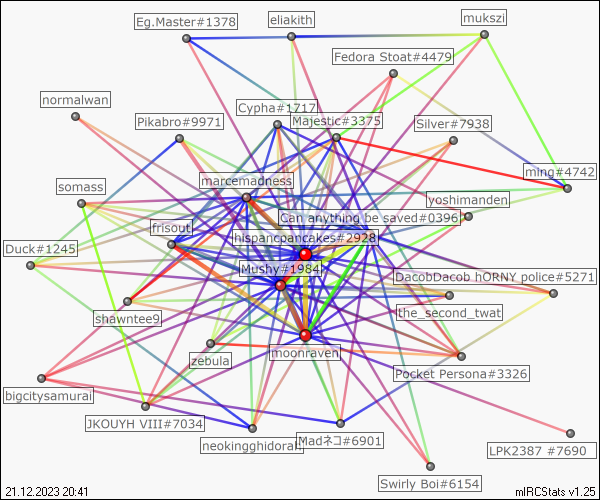 Eg.Master#1378
eliakith
mukszi
Fedora Stoat#4479
normalwan
Cypha#1717
Pikabro#9971
Majestic#3375
Silver#7938
ming#4742
marcemadness
somass
yoshimanden
Can anything be saved#0396
frisout
hispanicpancakes#2928
Duck#1245
Mushy#1984
DacobDacob hORNY police#5271
shawntee9
the_second_twat
moonraven
zebula
Pocket Persona#3326
bigcitysamurai
JKOUYH VIII#7034
neokingghidorah
Madネコ#6901
LPK2387 #7690
Swirly Boi#6154
21.12.2023 20:41
mIRCStats v1.25